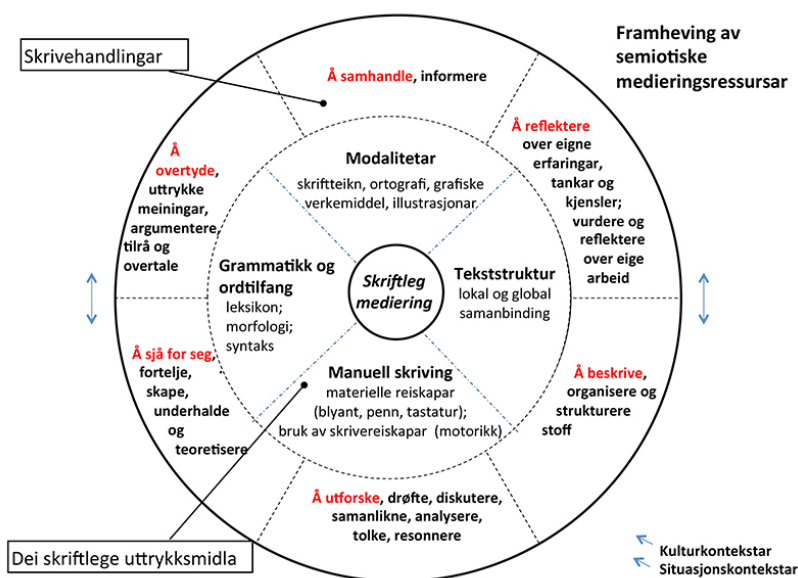 Framheving av
semiotiske
medieringsressursar
Skrivehandlingar
Å samhandle, informere
Å reflektere
over eigne
erfaringar,
tankar og
kjensler;
vurdere og
reflektere
over eige
arbeid
Å
overtyde,
uttrykke
meiningar,
argumentere,
tilrå og
overtale
Modalitetar
skriftteikn, ortografi, grafiske
verkemiddel, illustrasjonar
Grammatikk og
ordtilfang
leksikon;
morfologi;
syntaks
Skriftleg
mediering
Tekststruktur
lokal og global
samanbinding
Manuell skriving
materielle reiskapar
(blyant, penn, tastatur);
bruk av skrivereiskapar (motorikk)
Å sjå for seg,
fortelje,
skape,
underhalde
og
teoretisere
Å beskrive,
organisere og
strukturere
stoff
Å utforske, drøfte, diskutere,
samanlikne, analysere,
tolke, resonnere
Dei skriftlege uttrykksmidla
Kulturkontekstar
Situasjonskontekstar